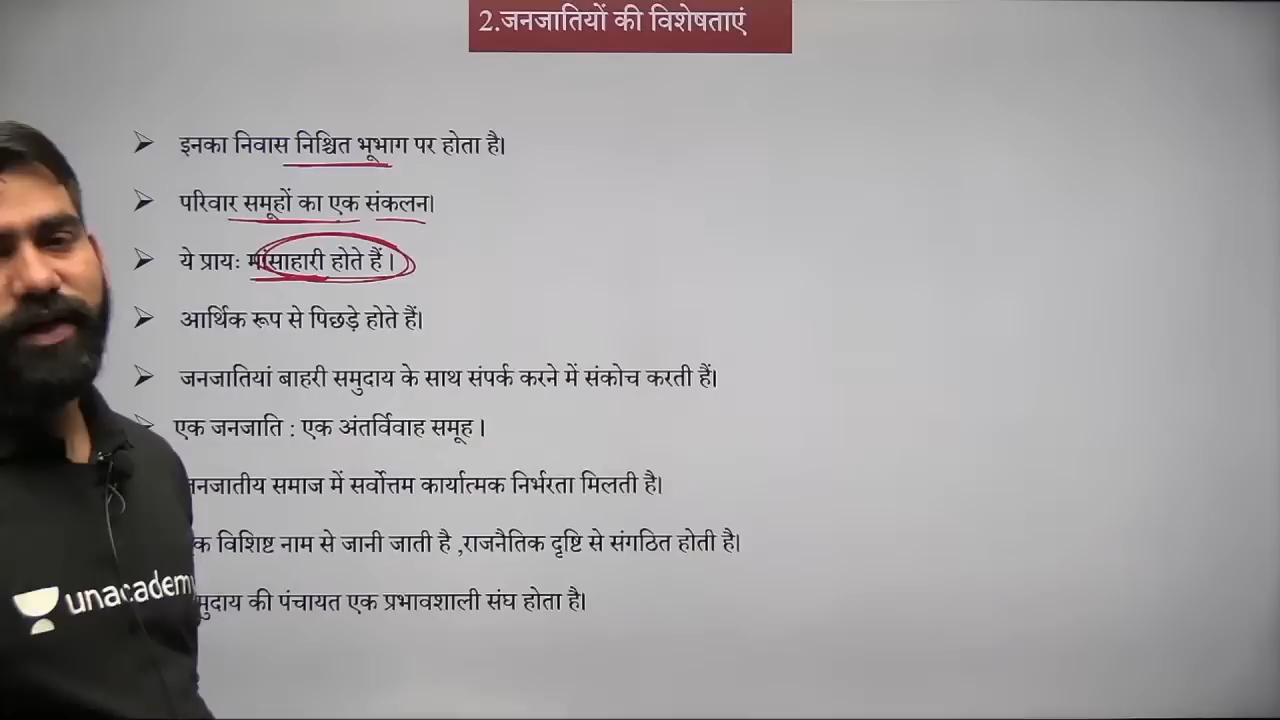 2.जनजातियों की विशेषताएं
इनका निवास निश्चित भूभाग पर होता है।
परिवार समूहों का एक संकलन।
ये प्रायः मांसाहारी होते हैं ।
आर्थिक रूप से पिछड़े होते हैं।
जनजातियां बाहरी समुदाय के साथ संपर्क करने में संकोच करती हैं।
एक जनजाति : एक अंतर्विवाह समूह ।
समाज में सर्वोत्तम कार्यात्मक निर्भरता मिलती है।
विशिष्ट नाम से जानी जाती है ,राजनैतिक दृष्टि से संगठित होती है।
की पंचायत एक प्रभावशाली संघ होता है।
unacademy